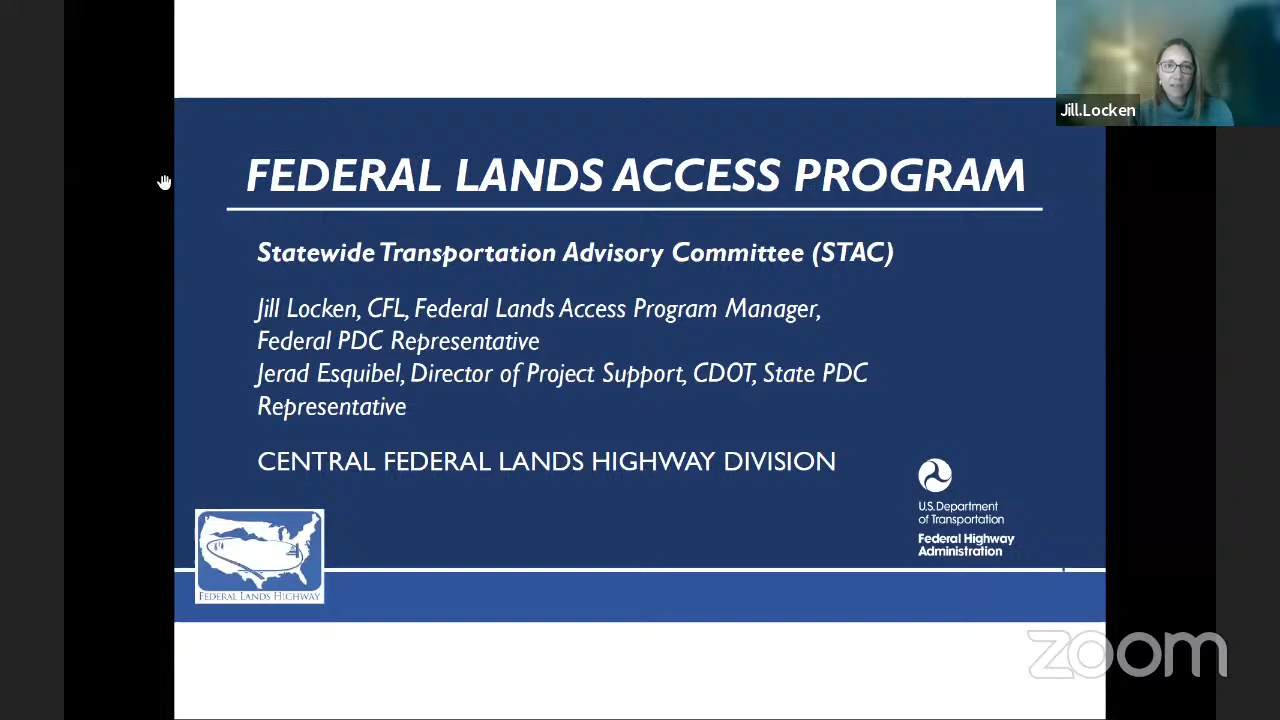 Jill.Locken
FEDERAL LANDS ACCESS PROGRAM
Statewide Transportation Advisory Committee (STAC)
Jill Locken, CFL, Federal Lands Access Program Manager,
Federal PDC Representative
Jerad Esquibel, Director of Project Support, CDOT, State PDC
Representative
CENTRAL FEDERAL LANDS HIGHWAY DIVISION
U.S. Department
of Transportation
Federal Highway
Administration
FEDERAL LANDS HIGHWAY
zoom